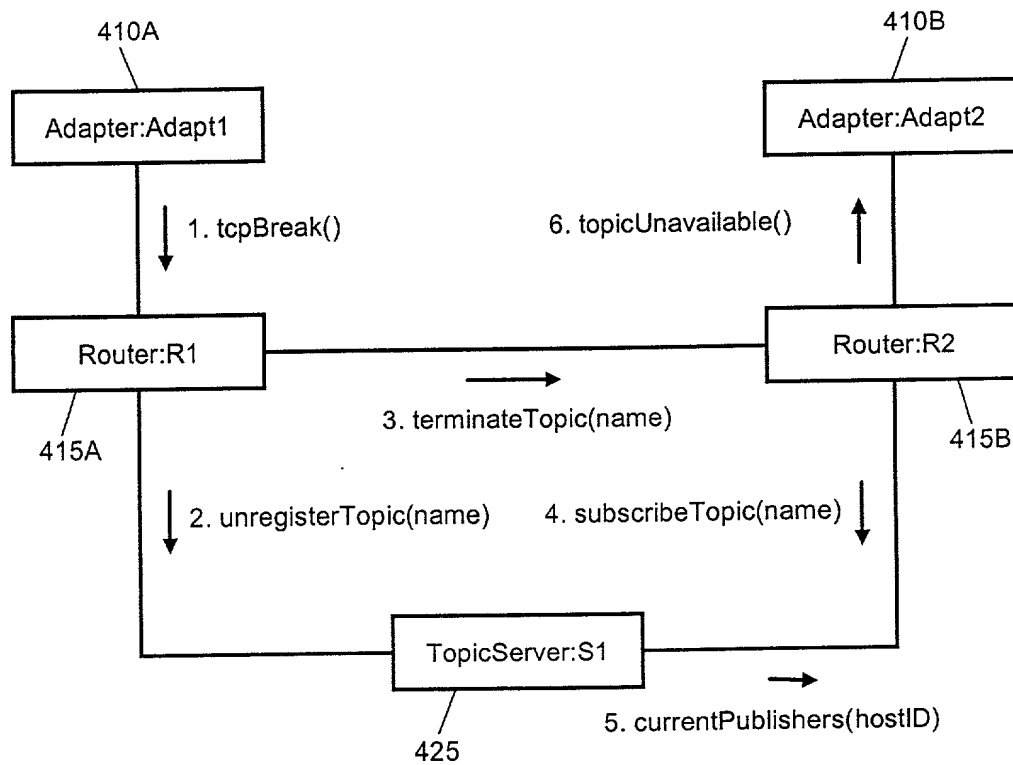 410A
410B
Adapter:Adapt1
Adapter:Adapt2
1. tcpBreak()
6. topicUnavailable()
Router:R1
Router:R2
3. terminateTopic(name)
415A
415B
2. unregisterTopic(name)
4. subscribeTopic(name)
TopicServer:S1
5. currentPublishers(hostID)
425